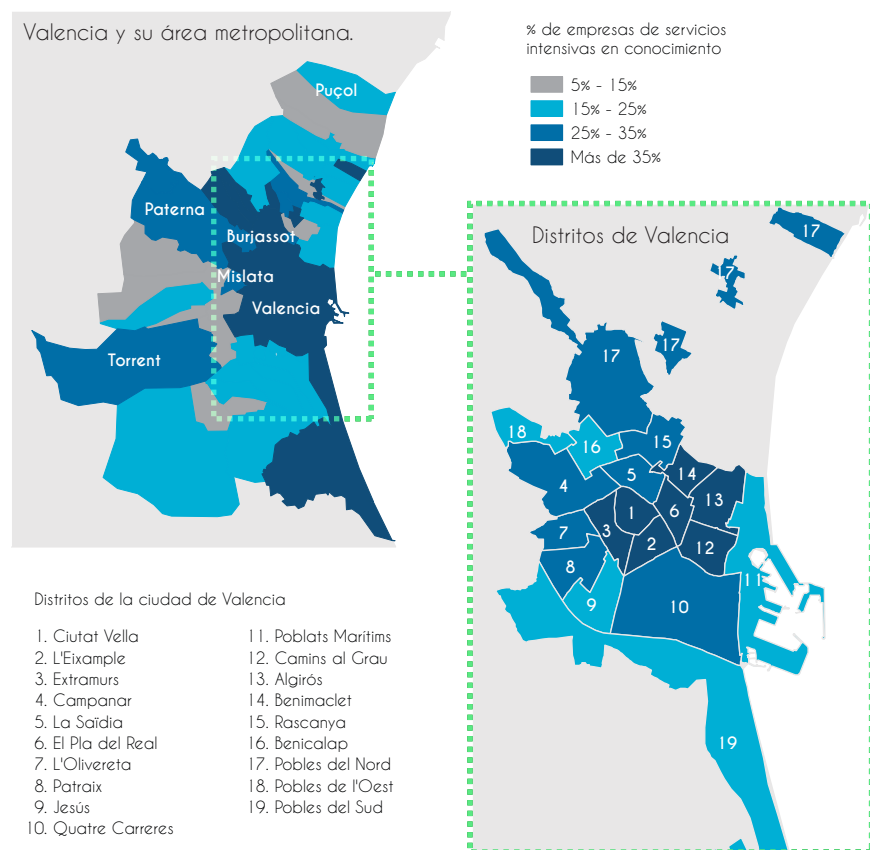 Valencia y su área metropolitana.
% de empresas de servicios
intensivas en conocimiento
5% - 15%
15% - 25%
25% - 35%
Más de 35%
Puçol
Paterna
Burjassot
Mislata
Valencia
Torrent
Distritos de Valencia
17
17
17
17
18
16
15
5
14
4
13
1
6
7
3
2
12
8
11
9
10
19
Distritos de la ciudad de Valencia
1. Ciutat Vella
2. L'Eixample
3. Extramurs
4. Campanar
5. La Saïdia
6. El Pla del Real
7. L'Olivereta
8. Patraix
9. Jesús
10. Quatre Carreres
11. Poblats Marítims
12. Camins al Grau
13. Algirós
14. Benimaclet
15. Rascanya
16. Benicalap
17. Pobles del Nord
18. Pobles de l'Oest
19. Pobles del Sud